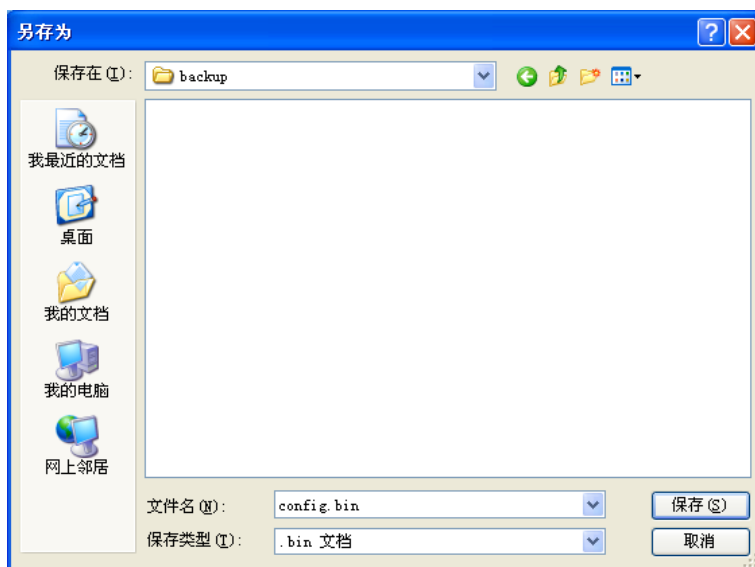 另存为
保存在(I):
backup
我最近的文档
桌面
我的文档
我的电脑
网上邻居
文件名(N):
config.bin
保存(S)
保存类型(T):
.bin 文档
取消